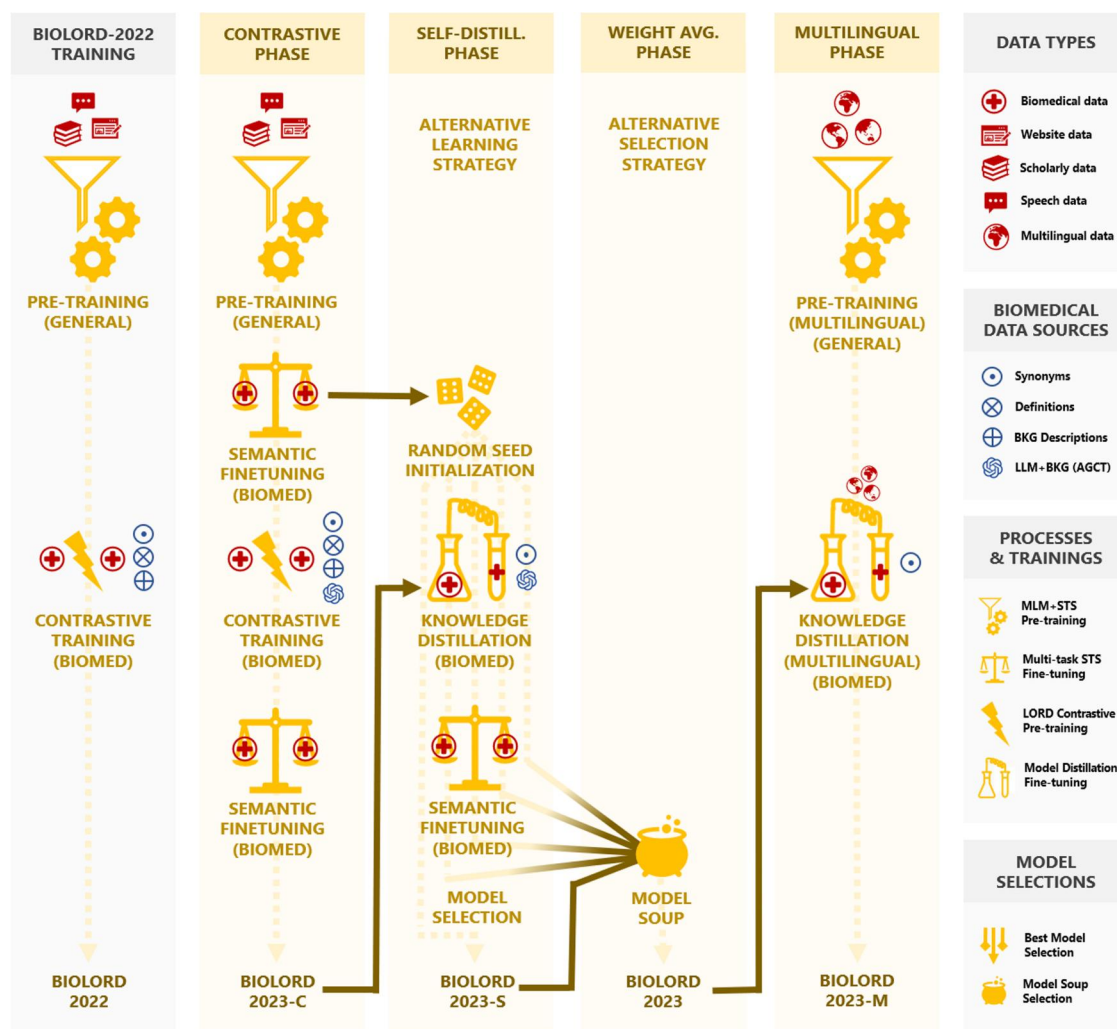 BIOLORD-2022
TRAINING
PRE-TRAINING
(GENERAL)
CONTRASTIVE
TRAINING
(BIOMED)
BIOLORD
2022
CONTRASTIVE
PHASE
PRE-TRAINING
(GENERAL)
SEMANTIC
FINETUNING
(BIOMED)
CONTRASTIVE
TRAINING
(BIOMED)
SEMANTIC
FINETUNING
(BIOMED)
BIOLORD
2023-C
SELF-DISTILL.
PHASE
ALTERNATIVE
LEARNING
STRATEGY
RANDOM SEED
INITIALIZATION
KNOWLEDGE
DISTILLATION
(BIOMED)
SEMANTIC
FINETUNING
(BIOMED)
MODEL
SELECTION
BIOLORD
2023-S
WEIGHT AVG.
PHASE
ALTERNATIVE
SELECTION
STRATEGY
MODEL
SOUP
BIOLORD
2023
MULTILINGUAL
PHASE
PRE-TRAINING
(MULTILINGUAL)
(GENERAL)
KNOWLEDGE
DISTILLATION
(MULTILINGUAL)
(BIOMED)
BIOLORD
2023-M
DATA TYPES
Biomedical data
Website data
Scholarly data
Speech data
Multilingual data
BIOMEDICAL
DATA SOURCES
Synonyms
Definitions
BKG Descriptions
LLM+BKG (AGCT)
PROCESSES
& TRAININGS
MLM+STS
Pre-training
Multi-task STS
Fine-tuning
LORD Contrastive
Pre-training
Model Distillation
Fine-tuning
MODEL
SELECTIONS
Best Model
Selection
Model Soup
Selection